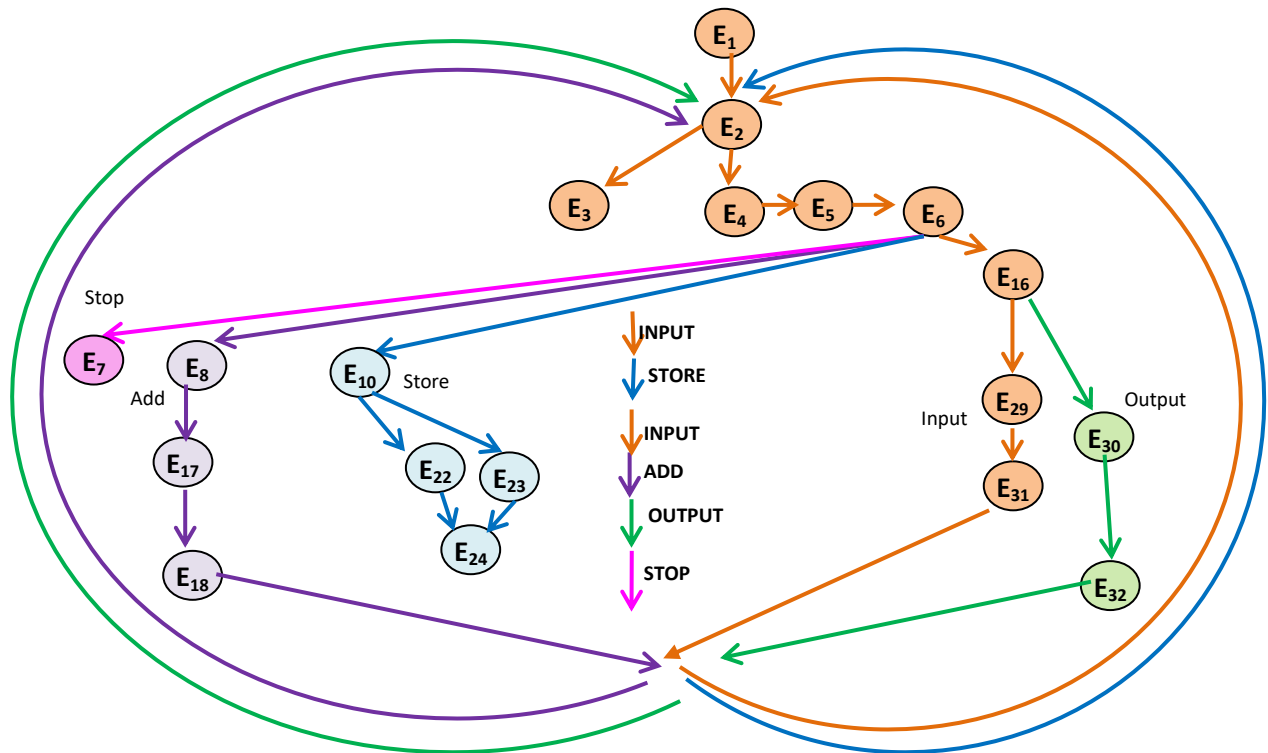 E1
E2
E3
E4
E5
E6
E16
Stop
E7
E8
Add
E10
Store
INPUT
STORE
INPUT
ADD
OUTPUT
STOP
E17
E18
E22
E23
E24
Input
E29
E31
Output
E30
E32